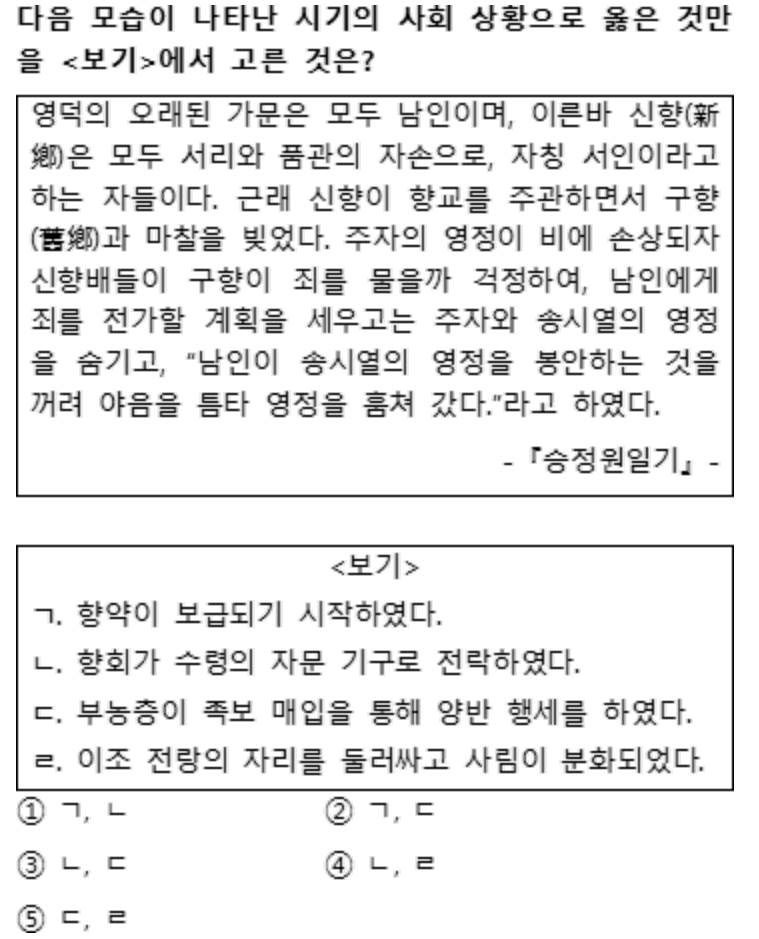 다음 모습이 나타난 시기의 사회 상황으로 옳은 것만
을 <보기>에서 고른 것은?
영덕의 오래된 가문은 모두 남인이며, 이른바 신향(新
鄕)은 모두 서리와 품관의 자손으로, 자칭 서인이라고
하는 자들이다. 근래 신향이 향교를 주관하면서 구향
(舊鄕)과 마찰을 빚었다. 주자의 영정이 비에 손상되자
신향배들이 구향이 죄를 물을까 걱정하여, 남인에게
죄를 전가할 계획을 세우고는 주자와 송시열의 영정
을 숨기고, “남인이 송시열의 영정을 봉안하는 것을
꺼려 야음을 틈타 영정을 훔쳐 갔다.”라고 하였다.
-『승정원일기』-
<보기>
ㄱ. 향약이 보급되기 시작하였다.
ㄴ. 향회가 수령의 자문 기구로 전락하였다.
ㄷ. 부농층이 족보 매입을 통해 양반 행세를 하였다.
ㄹ. 이조 전랑의 자리를 둘러싸고 사림이 분화되었다.
① ㄱ, ㄴ ② ㄱ, ㄷ
③ ㄴ, ㄷ ④ ㄴ, ㄹ
⑤ ㄷ, ㄹ